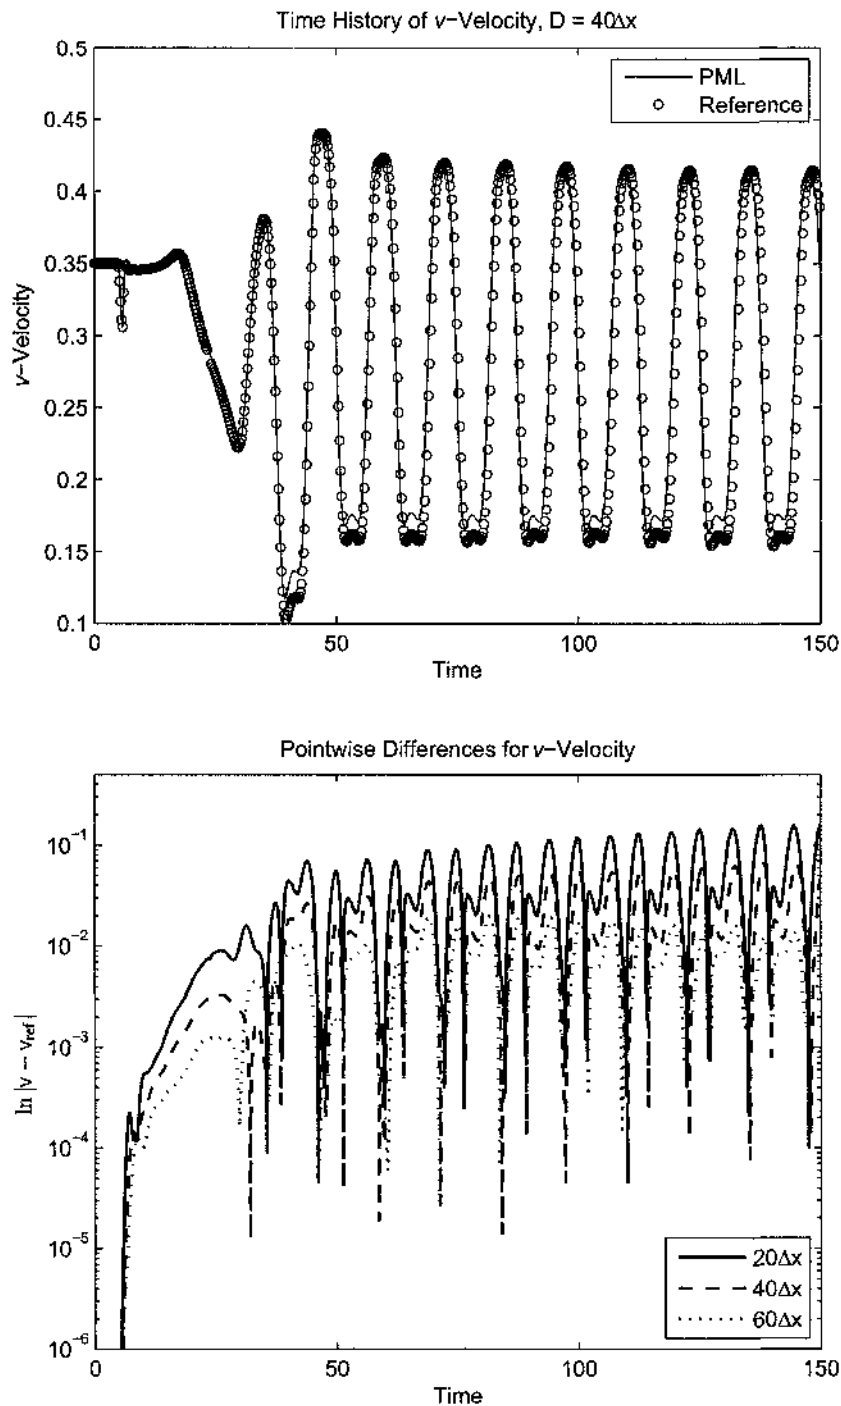 Time History of v−Velocity, D = 40Δx
0.5
0.45
0.4
0.35
0.3
0.25
0.2
0.15
0.1
v−Velocity
PML
Reference
0
50
100
150
Time
Pointwise Differences for v−Velocity
10⁻¹
10⁻²
10⁻³
10⁻⁴
10⁻⁵
10⁻⁶
ln |v − v_ref|
20Δx
40Δx
60Δx
0
50
100
150
Time